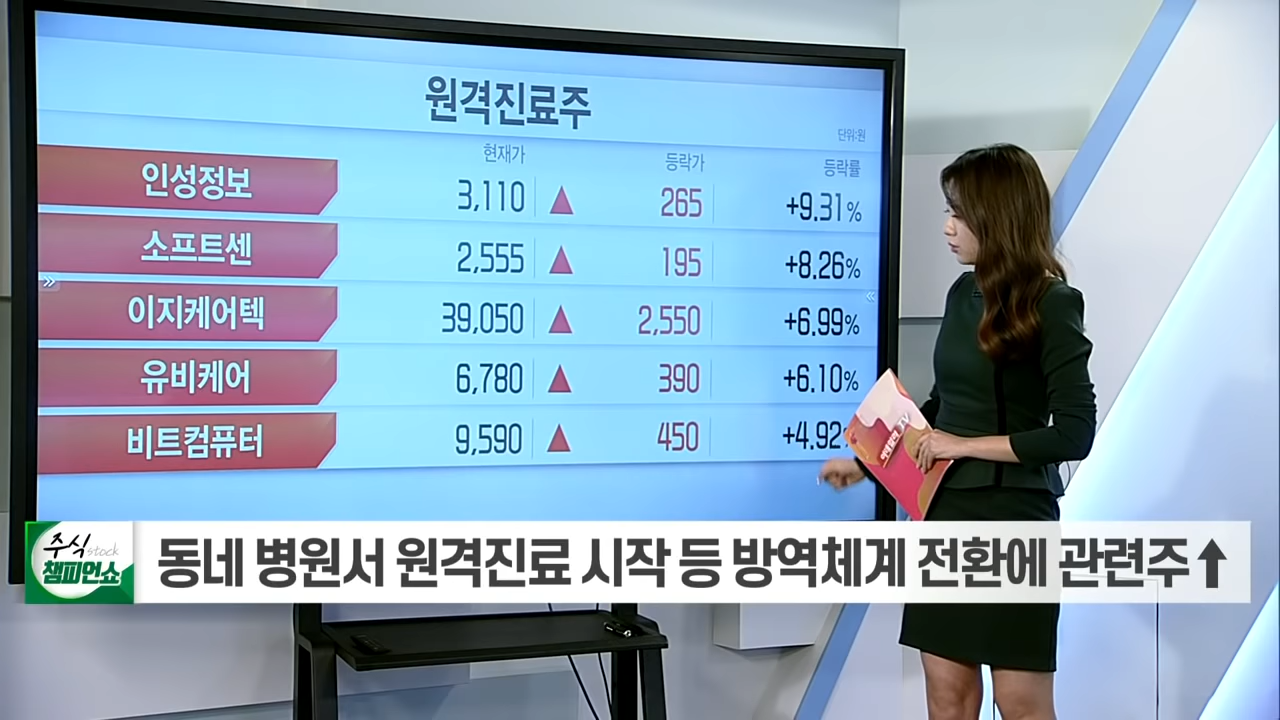 원격진료주
단위:원
현재가 등락가 등락률
인성정보 3,110 ▲ 265 +9.31%
소프트센 2,555 ▲ 195 +8.26%
이지케어텍 39,050 ▲ 2,550 +6.99%
유비케어 6,780 ▲ 390 +6.10%
비트컴퓨터 9,590 ▲ 450 +4.92%
주식 stock
챔피언쇼
동네 병원서 원격진료 시작 등 방역체계 전환에 관련주↑